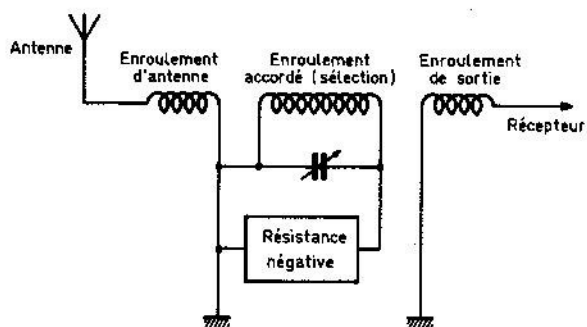 Antenne
Enroulement
d'antenne
Enroulement
accordé (sélection)
Enroulement
de sortie
Récepteur
Résistance
négative